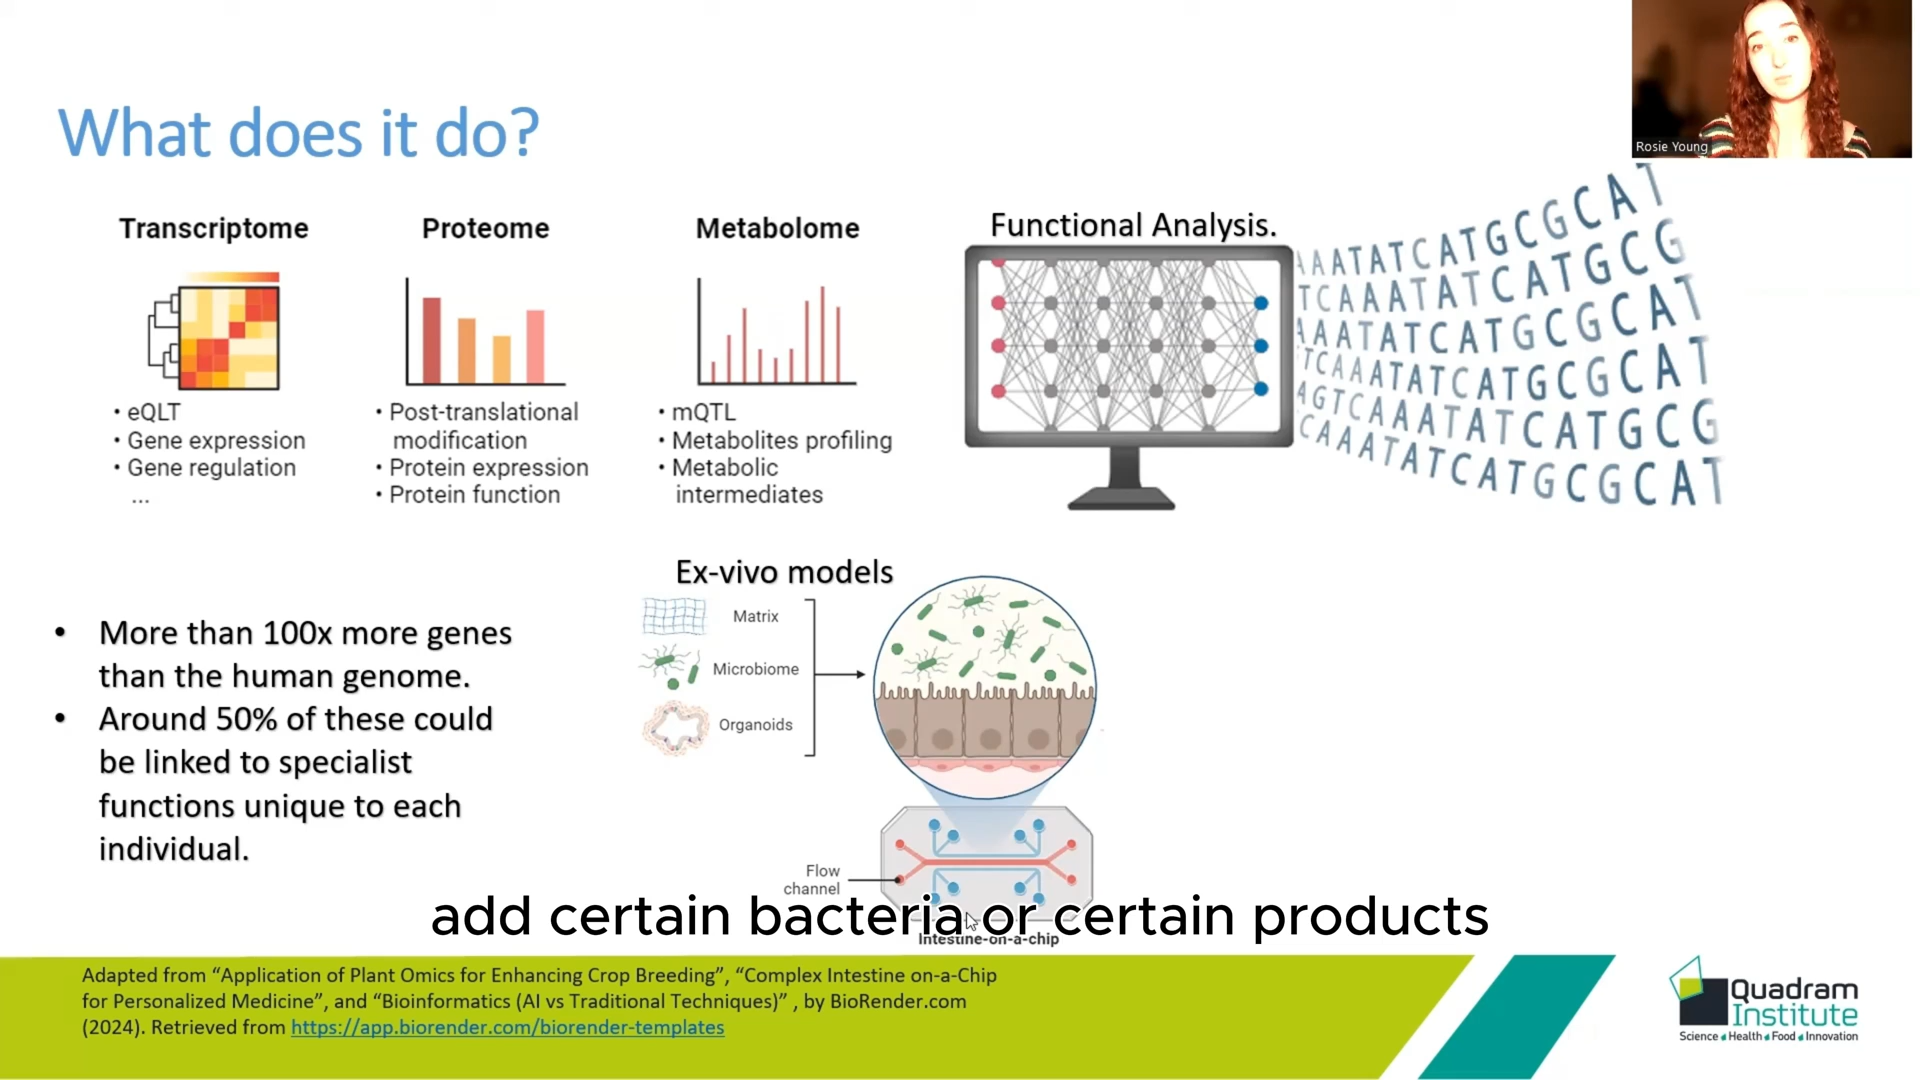 Rosie Young
What does it do?
Transcriptome
• eQLT
• Gene expression
• Gene regulation
...
Proteome
• Post-translational
modification
• Protein expression
• Protein function
Metabolome
• mQTL
• Metabolites profiling
• Metabolic
intermediates
Functional Analysis.
AAATATCATGCGCAT
TCAAATATCATGCG
AAATATCATGCGCAT
TCAAATATCATGCGCAT
AGTCAAATATCATGCG
CAAATATCATGCGCAT
• More than 100x more genes
than the human genome.
• Around 50% of these could
be linked to specialist
functions unique to each
individual.
Ex-vivo models
Matrix
Microbiome
Organoids
Flow
channel
add certain bacteria or certain products
Intestine-on-a-chip
Adapted from “Application of Plant Omics for Enhancing Crop Breeding”, “Complex Intestine on-a-Chip
for Personalized Medicine”, and “Bioinformatics (AI vs Traditional Techniques)” , by BioRender.com
(2024). Retrieved from https://app.biorender.com/biorender-templates
Quadram
Institute
Science • Health • Food • Innovation